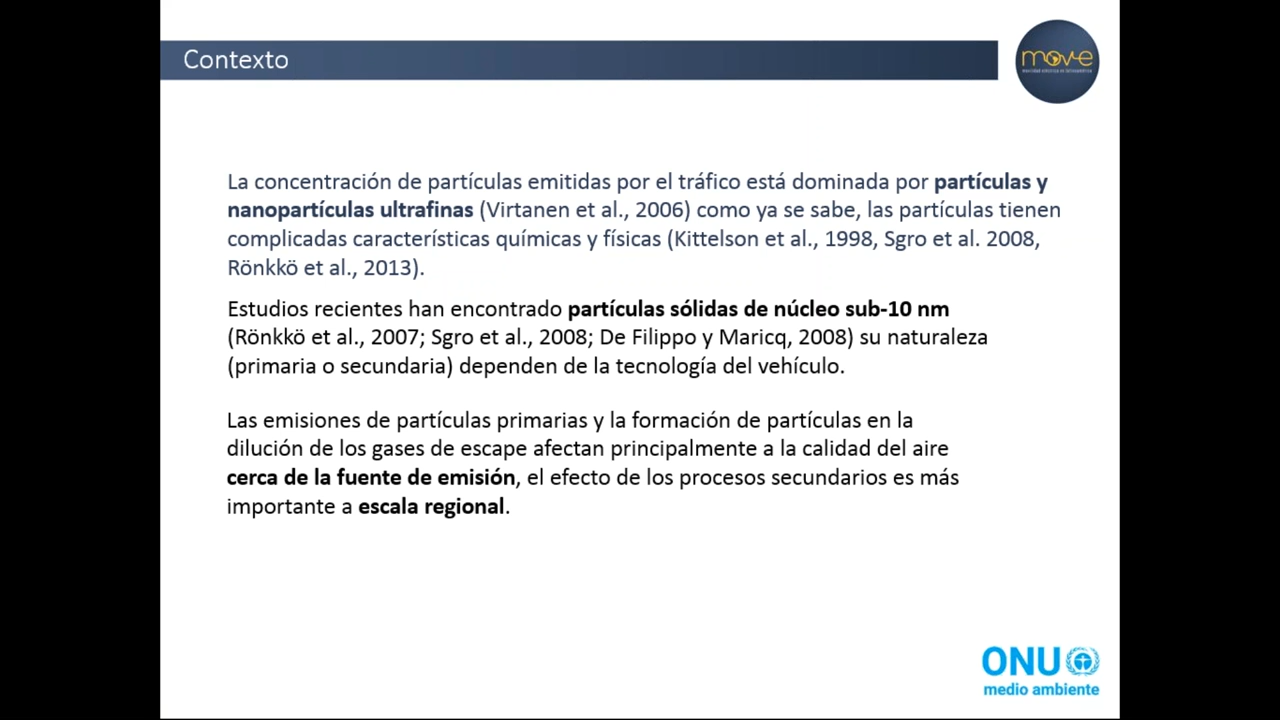 Contexto
mov-e
movilidad eléctrica en latinoamérica
La concentración de partículas emitidas por el tráfico está dominada por partículas y
nanopartículas ultrafinas (Virtanen et al., 2006) como ya se sabe, las partículas tienen
complicadas características químicas y físicas (Kittelson et al., 1998, Sgro et al. 2008,
Rönkkö et al., 2013).
Estudios recientes han encontrado partículas sólidas de núcleo sub-10 nm
(Rönkkö et al., 2007; Sgro et al., 2008; De Filippo y Maricq, 2008) su naturaleza
(primaria o secundaria) dependen de la tecnología del vehículo.
Las emisiones de partículas primarias y la formación de partículas en la
dilución de los gases de escape afectan principalmente a la calidad del aire
cerca de la fuente de emisión, el efecto de los procesos secundarios es más
importante a escala regional.
ONU
medio ambiente